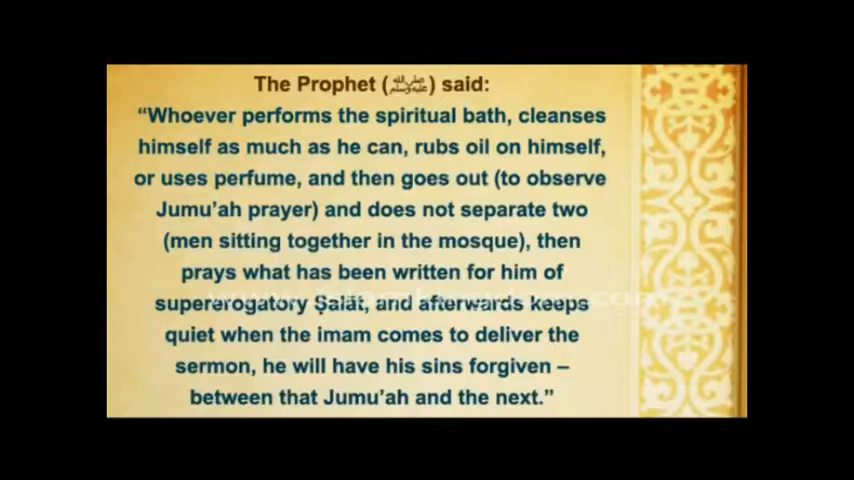 The Prophet (ﷺ) said:
“Whoever performs the spiritual bath, cleanses
himself as much as he can, rubs oil on himself,
or uses perfume, and then goes out (to observe
Jumu’ah prayer) and does not separate two
(men sitting together in the mosque), then
prays what has been written for him of
supererogatory Ṣalāt, and afterwards keeps
quiet when the imam comes to deliver the
sermon, he will have his sins forgiven –
between that Jumu’ah and the next.”